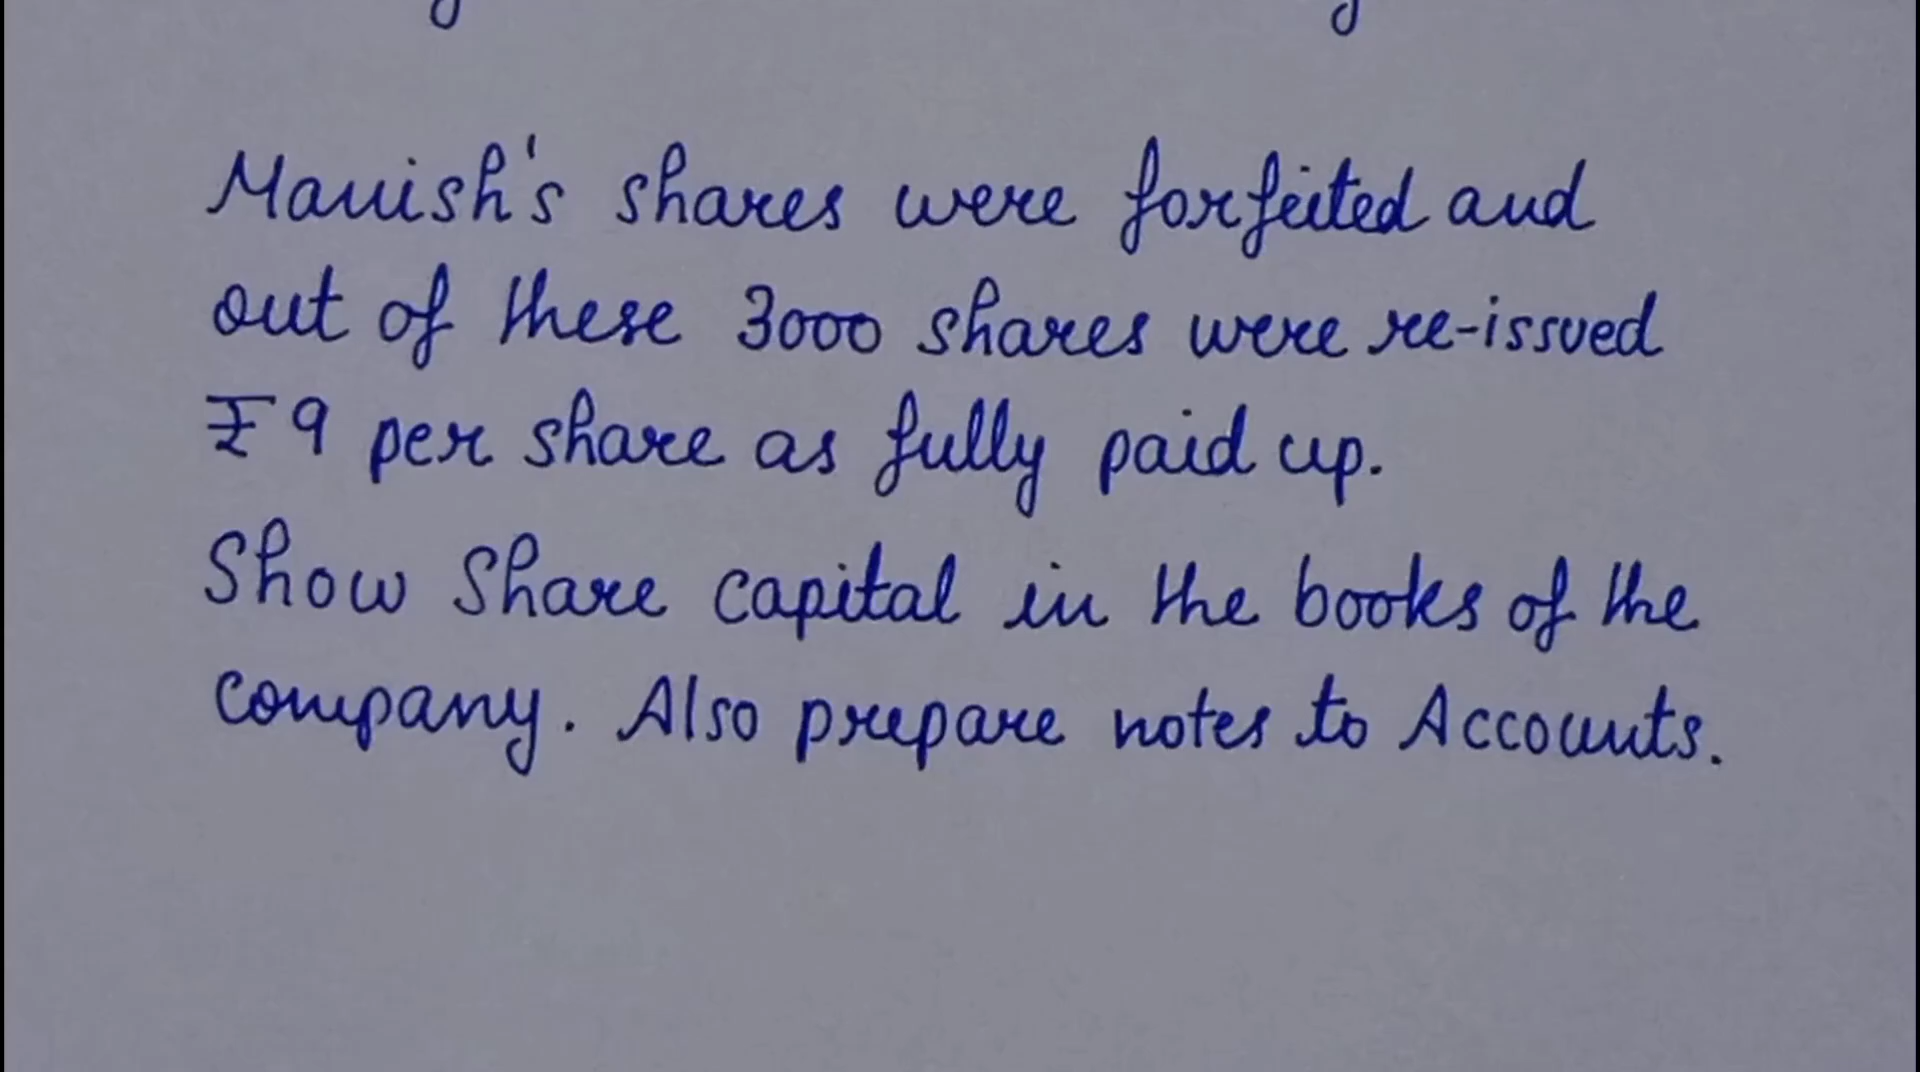 Manish's shares were forfeited and
out of these 3000 shares were re-issued
₹9 per share as fully paid up.
Show Share capital in the books of the
company. Also prepare notes to Accounts.